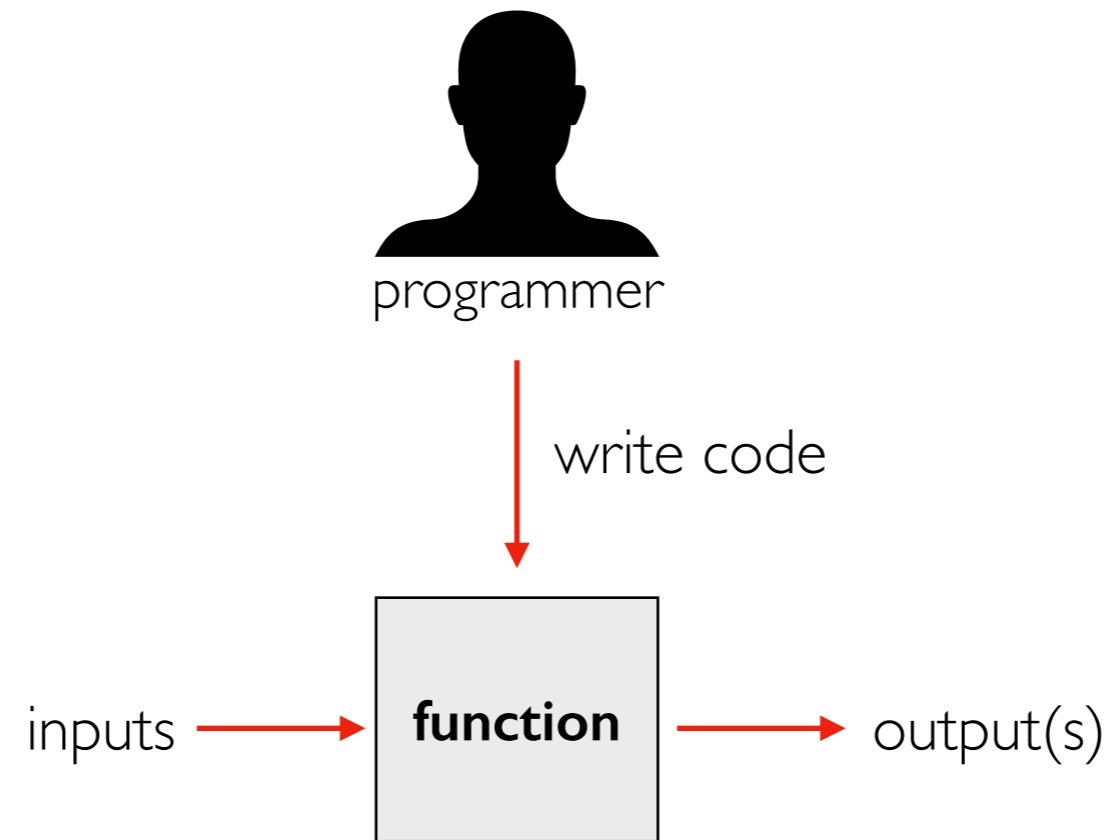 programmer
write code
inputs
function
output(s)